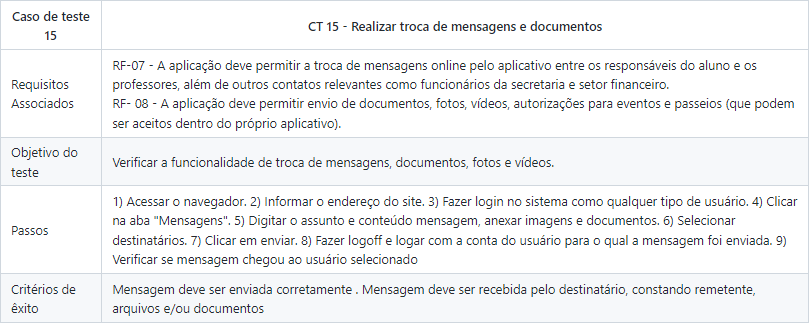 Caso de teste
15
CT 15 - Realizar troca de mensagens e documentos
Requisitos
Associados
RF-07 - A aplicação deve permitir a troca de mensagens online pelo aplicativo entre os responsáveis do aluno e os
professores, além de outros contatos relevantes como funcionários da secretaria e setor financeiro.
RF- 08 - A aplicação deve permitir envio de documentos, fotos, vídeos, autorizações para eventos e passeios (que podem
ser aceitos dentro do próprio aplicativo).
Objetivo do
teste
Verificar a funcionalidade de troca de mensagens, documentos, fotos e vídeos.
Passos
1) Acessar o navegador. 2) Informar o endereço do site. 3) Fazer login no sistema como qualquer tipo de usuário. 4) Clicar
na aba "Mensagens". 5) Digitar o assunto e conteúdo mensagem, anexar imagens e documentos. 6) Selecionar
destinatários. 7) Clicar em enviar. 8) Fazer logoff e logar com a conta do usuário para o qual a mensagem foi enviada. 9)
Verificar se mensagem chegou ao usuário selecionado
Critérios de
êxito
Mensagem deve ser enviada corretamente . Mensagem deve ser recebida pelo destinatário, constando remetente,
arquivos e/ou documentos